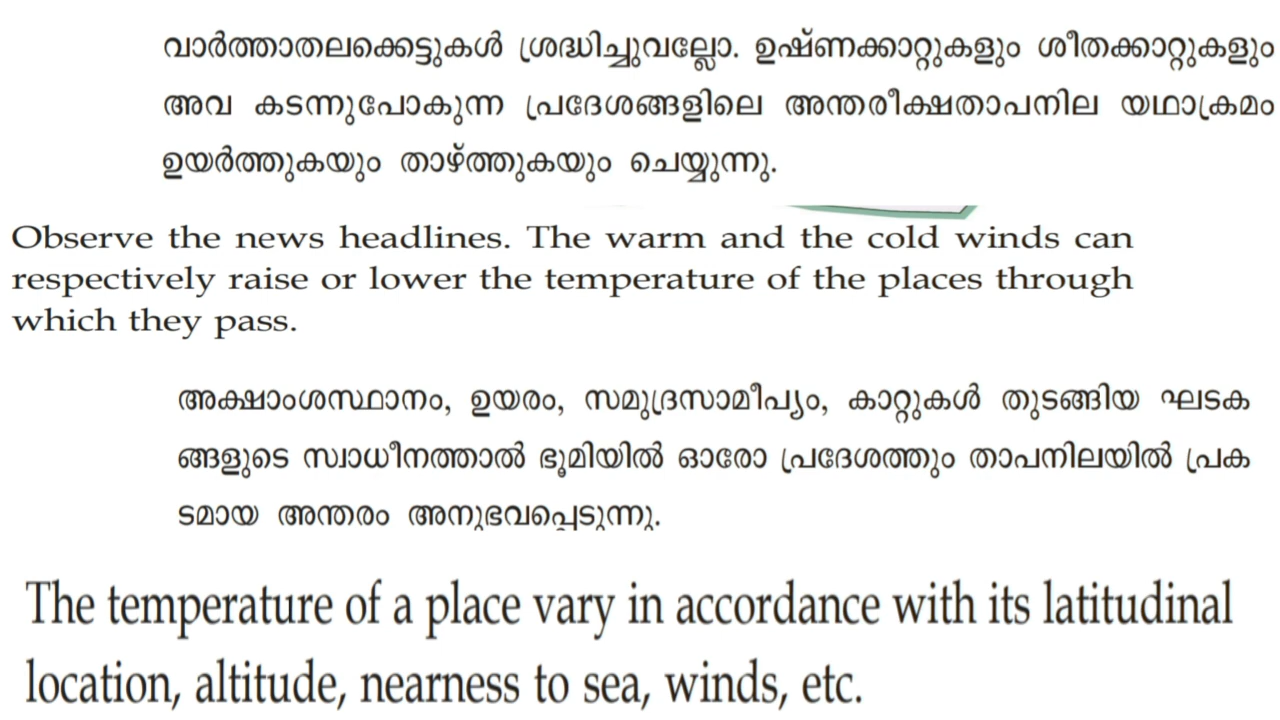 വാർത്താതലക്കെട്ടുകൾ ശ്രദ്ധിച്ചുവല്ലോ. ഉഷ്ണക്കാറ്റുകളും ശീതക്കാറ്റുകളും
അവ കടന്നുപോകുന്ന പ്രദേശങ്ങളിലെ അന്തരീക്ഷതാപനില യഥാക്രമം
ഉയർത്തുകയും താഴ്ത്തുകയും ചെയ്യുന്നു.
Observe the news headlines. The warm and the cold winds can
respectively raise or lower the temperature of the places through
which they pass.
അക്ഷാംശസ്ഥാനം, ഉയരം, സമുദ്രസാമീപ്യം, കാറ്റുകൾ തുടങ്ങിയ ഘടക
ങ്ങളുടെ സ്വാധീനത്താൽ ഭൂമിയിൽ ഓരോ പ്രദേശത്തും താപനിലയിൽ പ്രക
ടമായ അന്തരം അനുഭവപ്പെടുന്നു.
The temperature of a place vary in accordance with its latitudinal
location, altitude, nearness to sea, winds, etc.